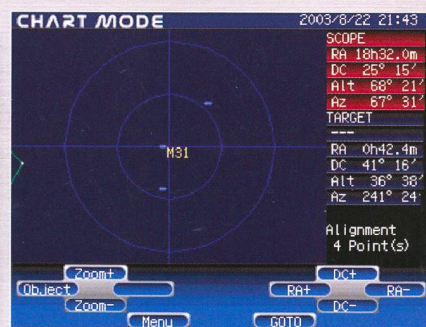 CHART MODE 2003/8/22 21:43
SCOPE
RA 18h32.0m
DC 25° 15′
Alt 68° 21′
Az 67° 31′
TARGET
---
RA 0h42.4m
DC 41° 16′
Alt 36° 38′
Az 241° 24′
M31
Alignment
4 Point(s)
Zoom+ DC+
Object RA+ RA-
Zoom- DC-
Menu GOTO